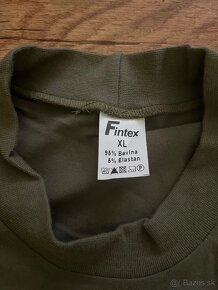 Fintex
XL
95% Bavlna
5% Elastan
Bazos.sk